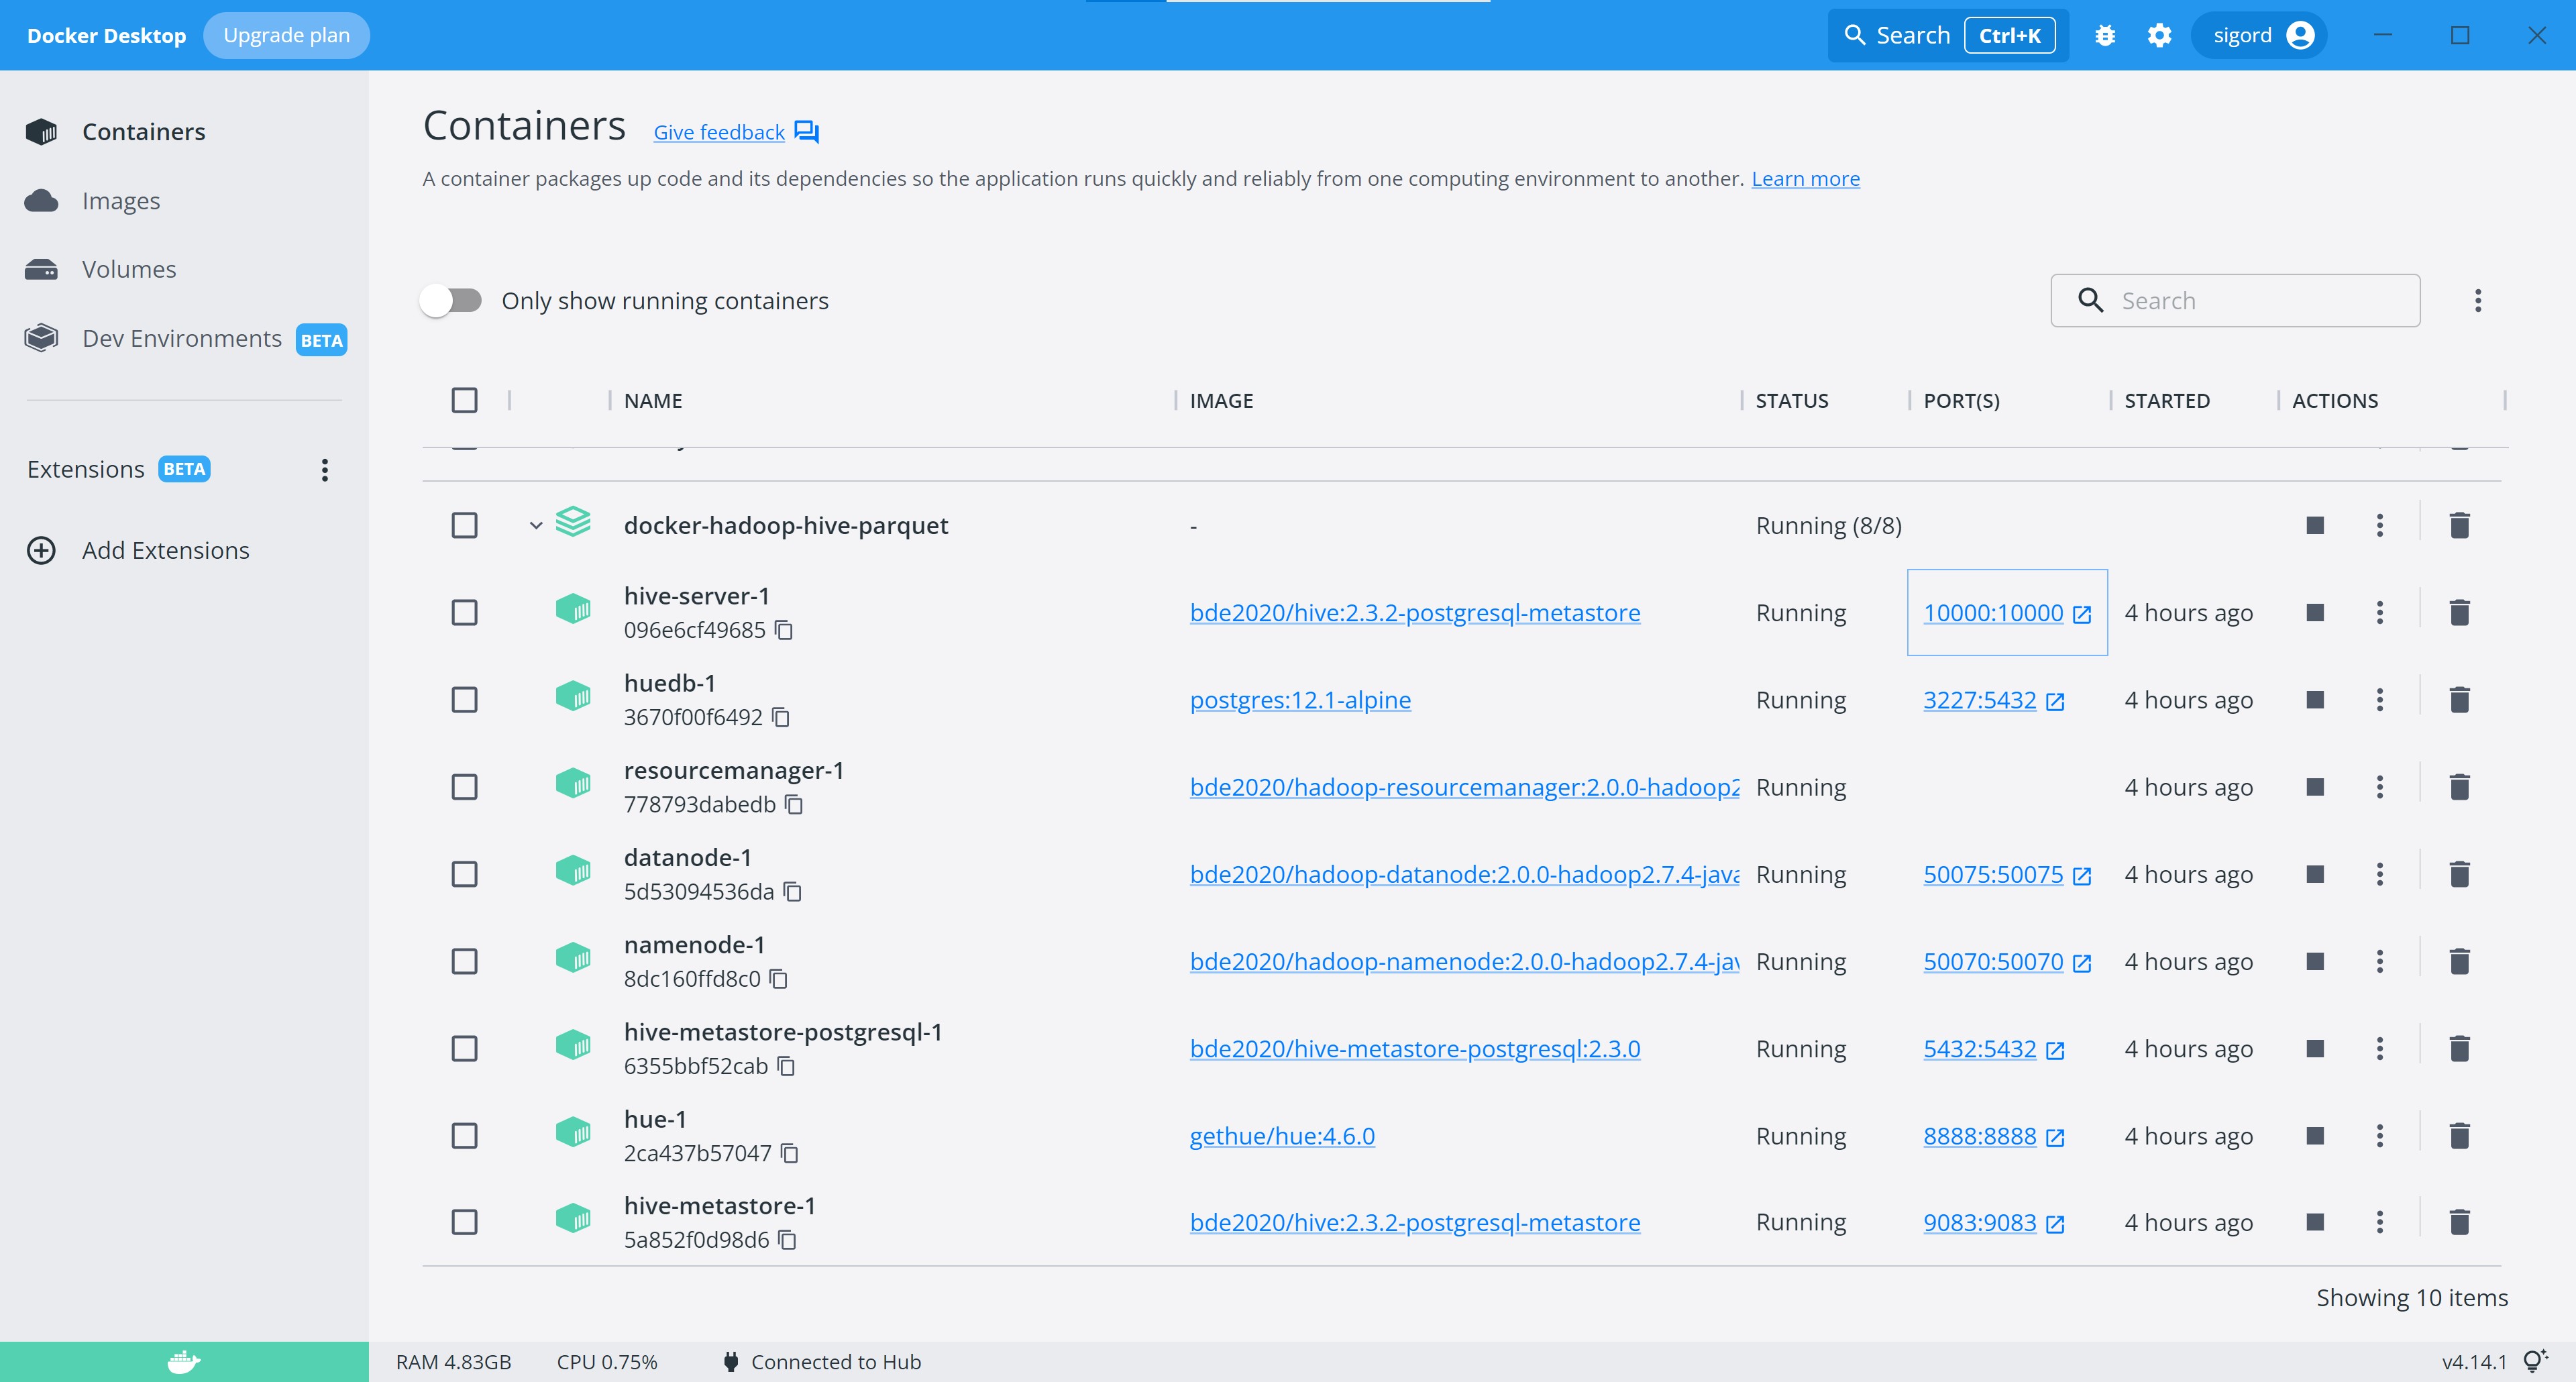 Docker Desktop Upgrade plan Search Ctrl+K sigord
Containers
Images
Volumes
Dev Environments BETA
Extensions BETA
Add Extensions
Containers Give feedback
A container packages up code and its dependencies so the application runs quickly and reliably from one computing environment to another. Learn more
Only show running containers Search
NAME IMAGE STATUS PORT(S) STARTED ACTIONS
docker-hadoop-hive-parquet - Running (8/8)
hive-server-1
096e6cf49685 bde2020/hive:2.3.2-postgresql-metastore Running 10000:10000 4 hours ago
huedb-1
3670f00f6492 postgres:12.1-alpine Running 3227:5432 4 hours ago
resourcemanager-1
778793dabedb bde2020/hadoop-resourcemanager:2.0.0-hadoop2 Running 4 hours ago
datanode-1
5d53094536da bde2020/hadoop-datanode:2.0.0-hadoop2.7.4-java Running 50075:50075 4 hours ago
namenode-1
8dc160ffd8c0 bde2020/hadoop-namenode:2.0.0-hadoop2.7.4-jav Running 50070:50070 4 hours ago
hive-metastore-postgresql-1
6355bbf52cab bde2020/hive-metastore-postgresql:2.3.0 Running 5432:5432 4 hours ago
hue-1
2ca437b57047 gethue/hue:4.6.0 Running 8888:8888 4 hours ago
hive-metastore-1
5a852f0d98d6 bde2020/hive:2.3.2-postgresql-metastore Running 9083:9083 4 hours ago
Showing 10 items
RAM 4.83GB CPU 0.75% Connected to Hub v4.14.1